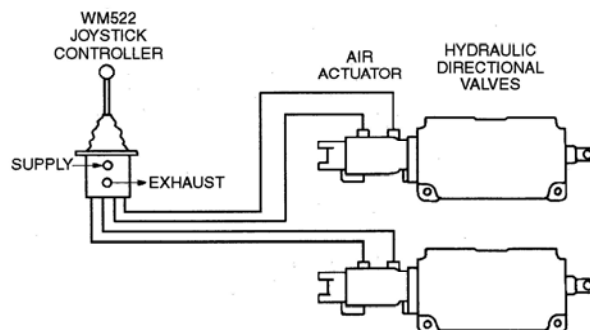 WM522
JOYSTICK
CONTROLLER
AIR
ACTUATOR
HYDRAULIC
DIRECTIONAL
VALVES
SUPPLY
EXHAUST